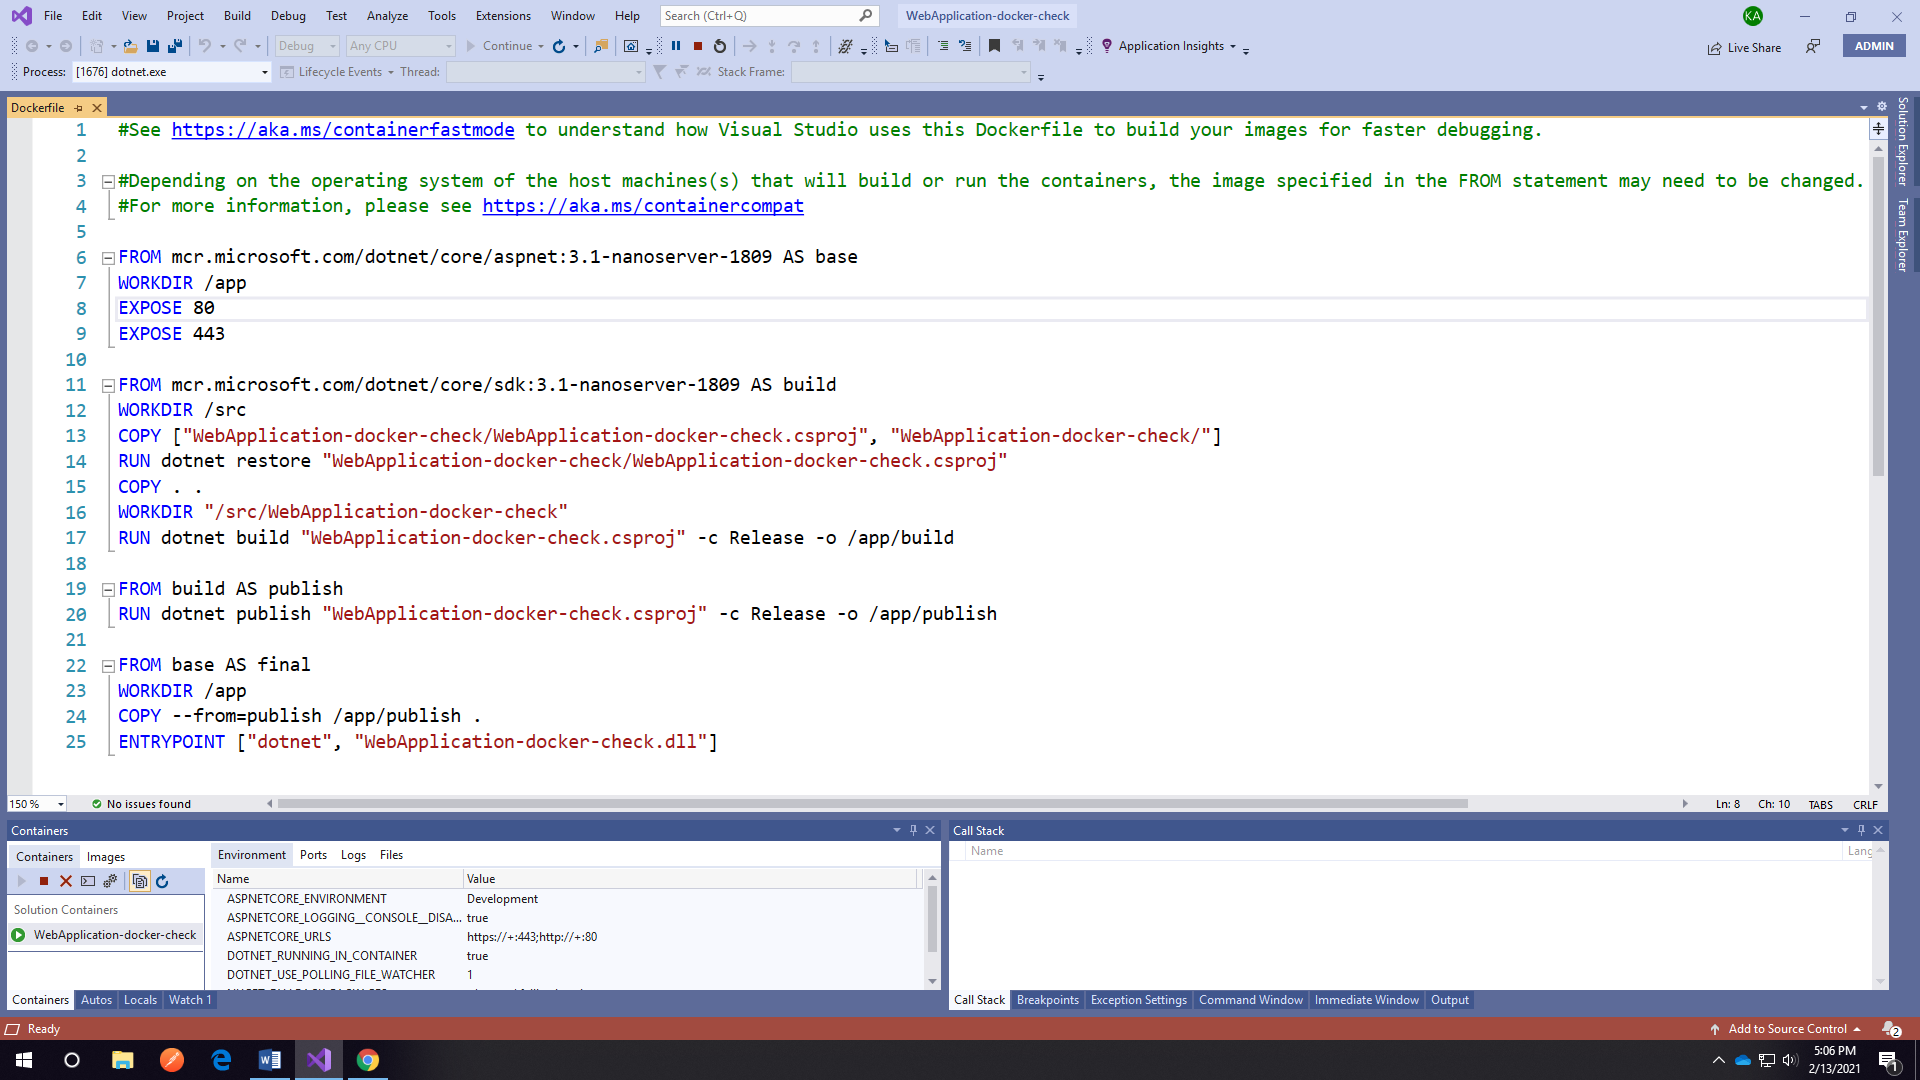 File Edit View Project Build Debug Test Analyze Tools Extensions Window Help Search (Ctrl+Q) WebApplication-docker-check KA
Debug Any CPU Continue Application Insights Live Share ADMIN
Process: [1676] dotnet.exe Lifecycle Events Thread: Stack Frame:
Dockerfile
1 #See https://aka.ms/containerfastmode to understand how Visual Studio uses this Dockerfile to build your images for faster debugging.
2
3 #Depending on the operating system of the host machines(s) that will build or run the containers, the image specified in the FROM statement may need to be changed.
4 #For more information, please see https://aka.ms/containercompat
5
6 FROM mcr.microsoft.com/dotnet/core/aspnet:3.1-nanoserver-1809 AS base
7 WORKDIR /app
8 EXPOSE 80
9 EXPOSE 443
10
11 FROM mcr.microsoft.com/dotnet/core/sdk:3.1-nanoserver-1809 AS build
12 WORKDIR /src
13 COPY ["WebApplication-docker-check/WebApplication-docker-check.csproj", "WebApplication-docker-check/"]
14 RUN dotnet restore "WebApplication-docker-check/WebApplication-docker-check.csproj"
15 COPY . .
16 WORKDIR "/src/WebApplication-docker-check"
17 RUN dotnet build "WebApplication-docker-check.csproj" -c Release -o /app/build
18
19 FROM build AS publish
20 RUN dotnet publish "WebApplication-docker-check.csproj" -c Release -o /app/publish
21
22 FROM base AS final
23 WORKDIR /app
24 COPY --from=publish /app/publish .
25 ENTRYPOINT ["dotnet", "WebApplication-docker-check.dll"]
Solution Explorer
Team Explorer
150 % No issues found Ln: 8 Ch: 10 TABS CRLF
Containers
Containers Images
Solution Containers
WebApplication-docker-check
Environment Ports Logs Files
Name Value
ASPNETCORE_ENVIRONMENT Development
ASPNETCORE_LOGGING__CONSOLE__DISA... true
ASPNETCORE_URLS https://+:443;http://+:80
DOTNET_RUNNING_IN_CONTAINER true
DOTNET_USE_POLLING_FILE_WATCHER 1
Containers Autos Locals Watch 1
Call Stack
Name Lang
Call Stack Breakpoints Exception Settings Command Window Immediate Window Output
Ready Add to Source Control 2
5:06 PM
2/13/2021
1